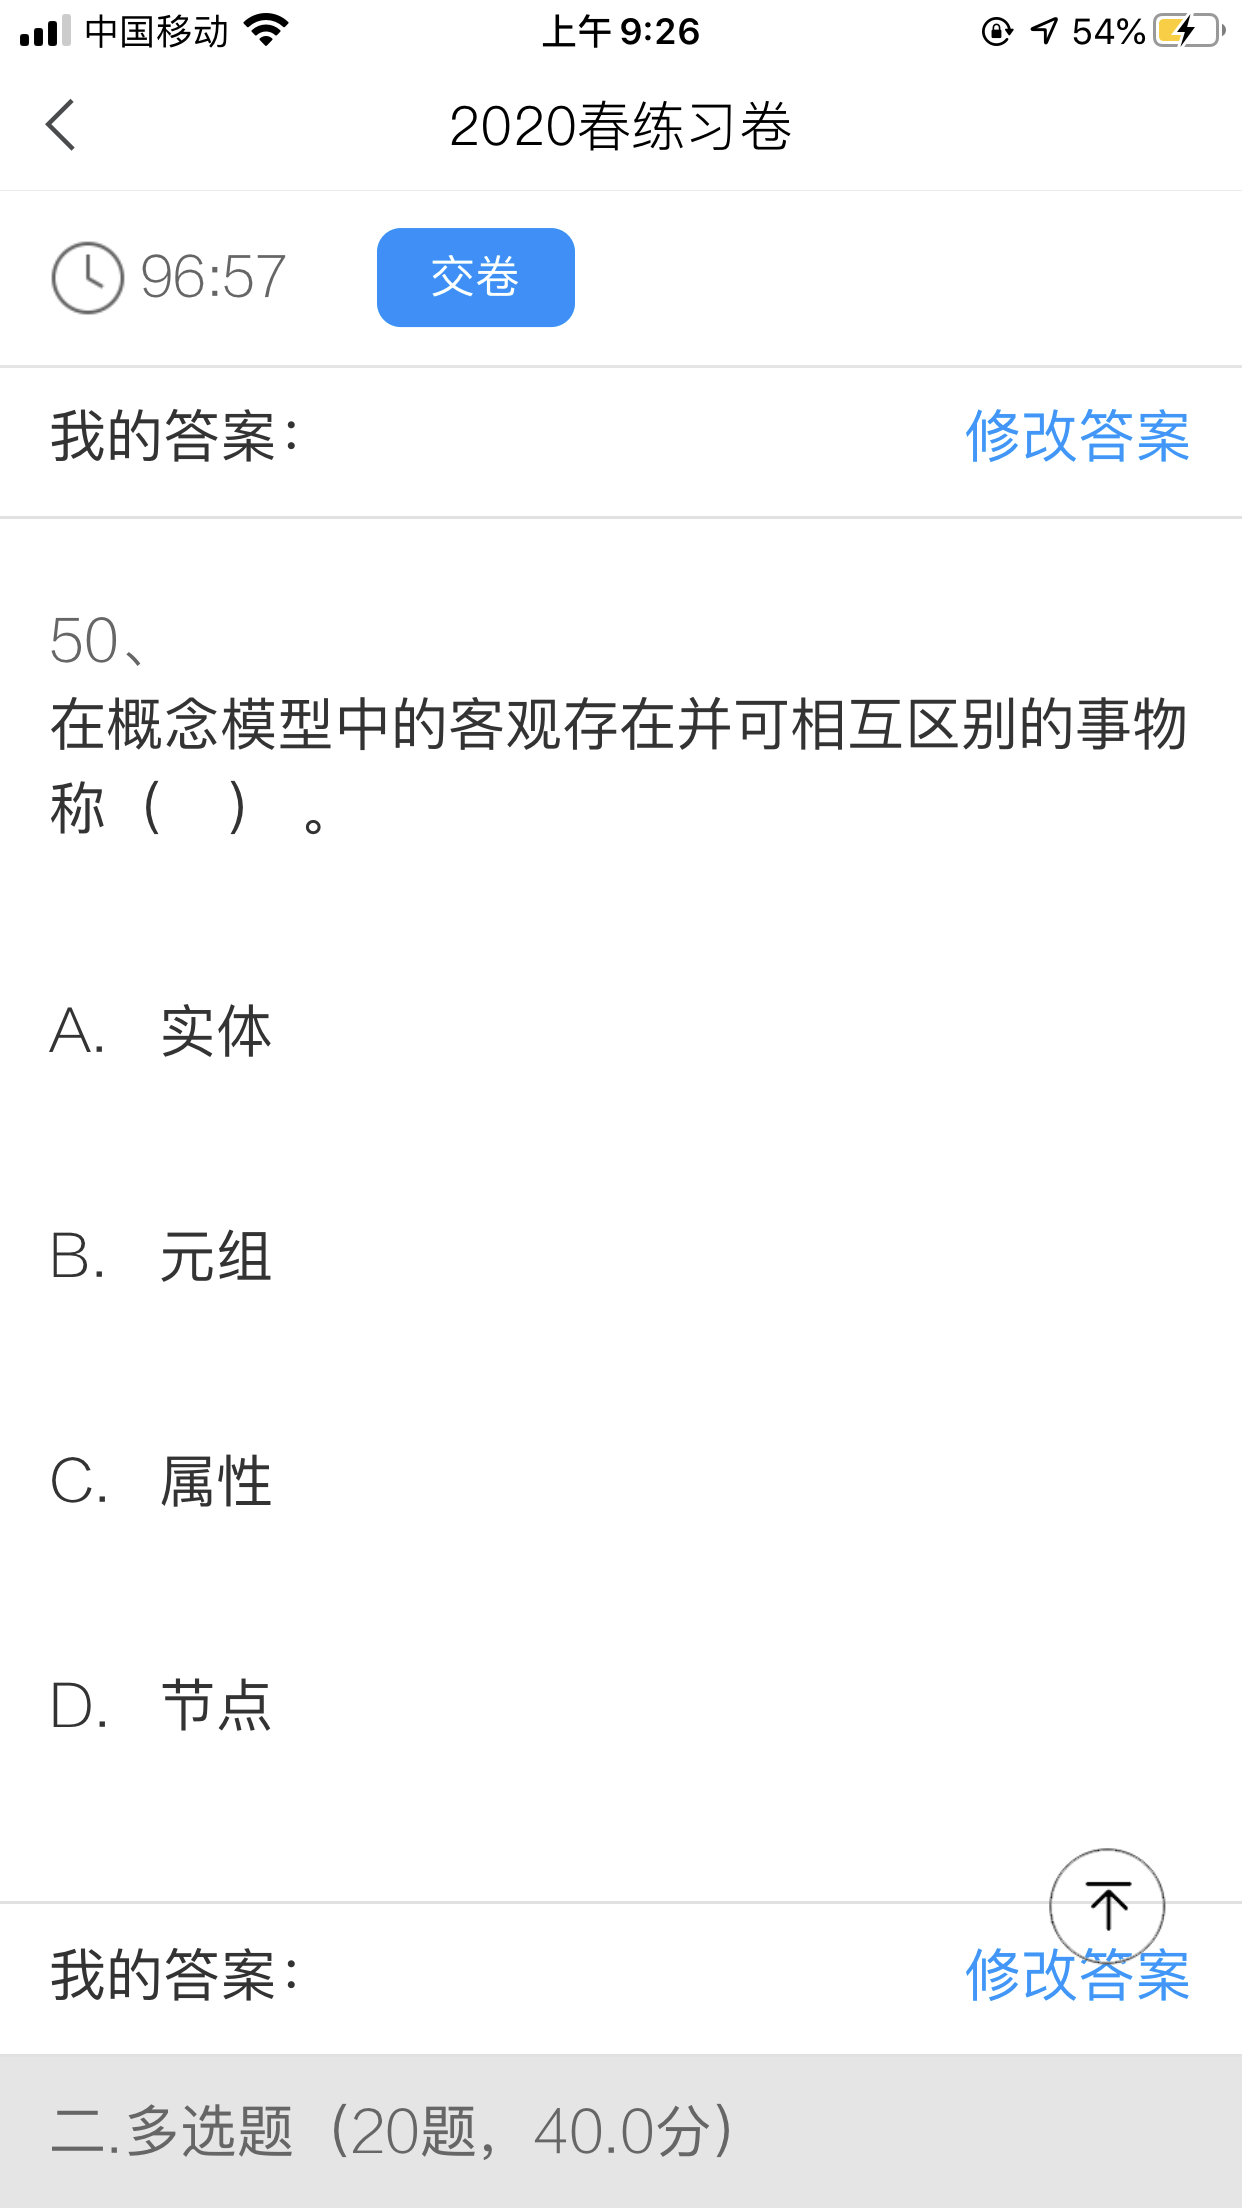 中国移动 上午 9:26 54%
2020春练习卷
96:57 交卷
我的答案： 修改答案
50、
在概念模型中的客观存在并可相互区别的事物
称（ ） 。
A. 实体
B. 元组
C. 属性
D. 节点
我的答案： 修改答案
二.多选题（20题，40.0分）